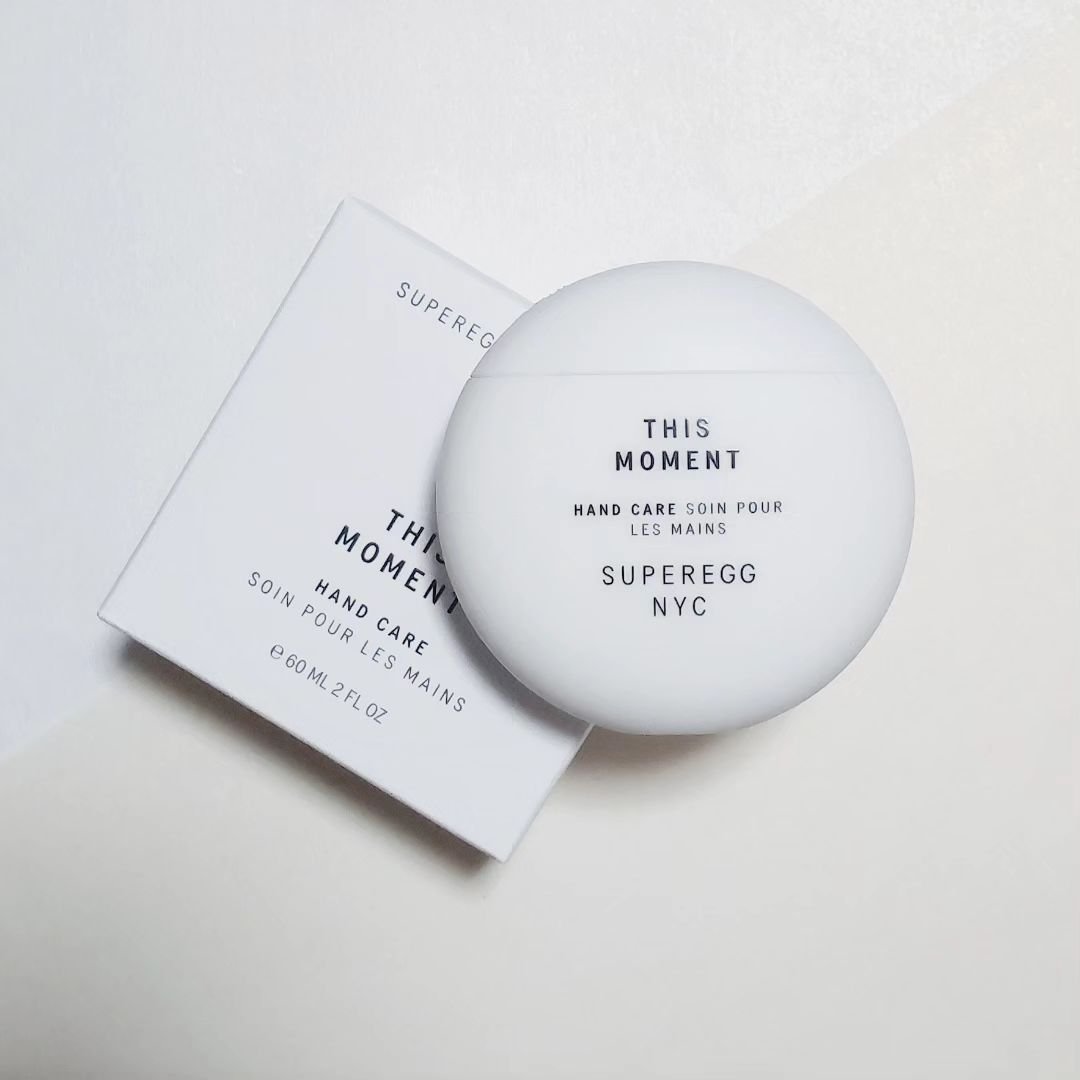 SUPEREG
THIS
MOMENT
HAND CARE
SOIN POUR LES MAINS
℮ 60 ML 2 FL OZ
THIS
MOMENT
HAND CARE SOIN POUR
LES MAINS
SUPEREGG
NYC